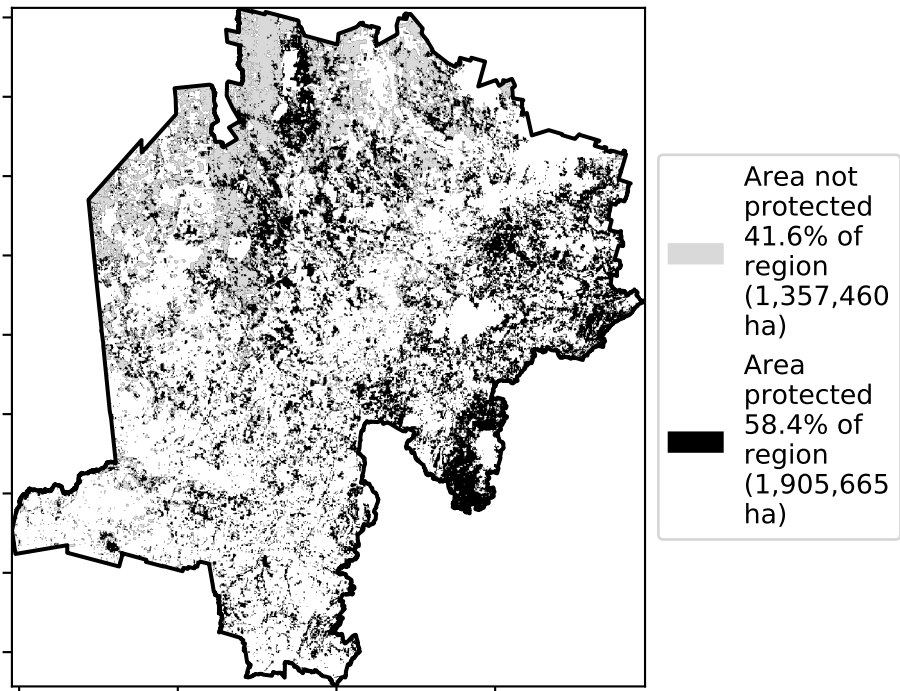 Area not
protected
41.6% of
region
(1,357,460
ha)
Area
protected
58.4% of
region
(1,905,665
ha)